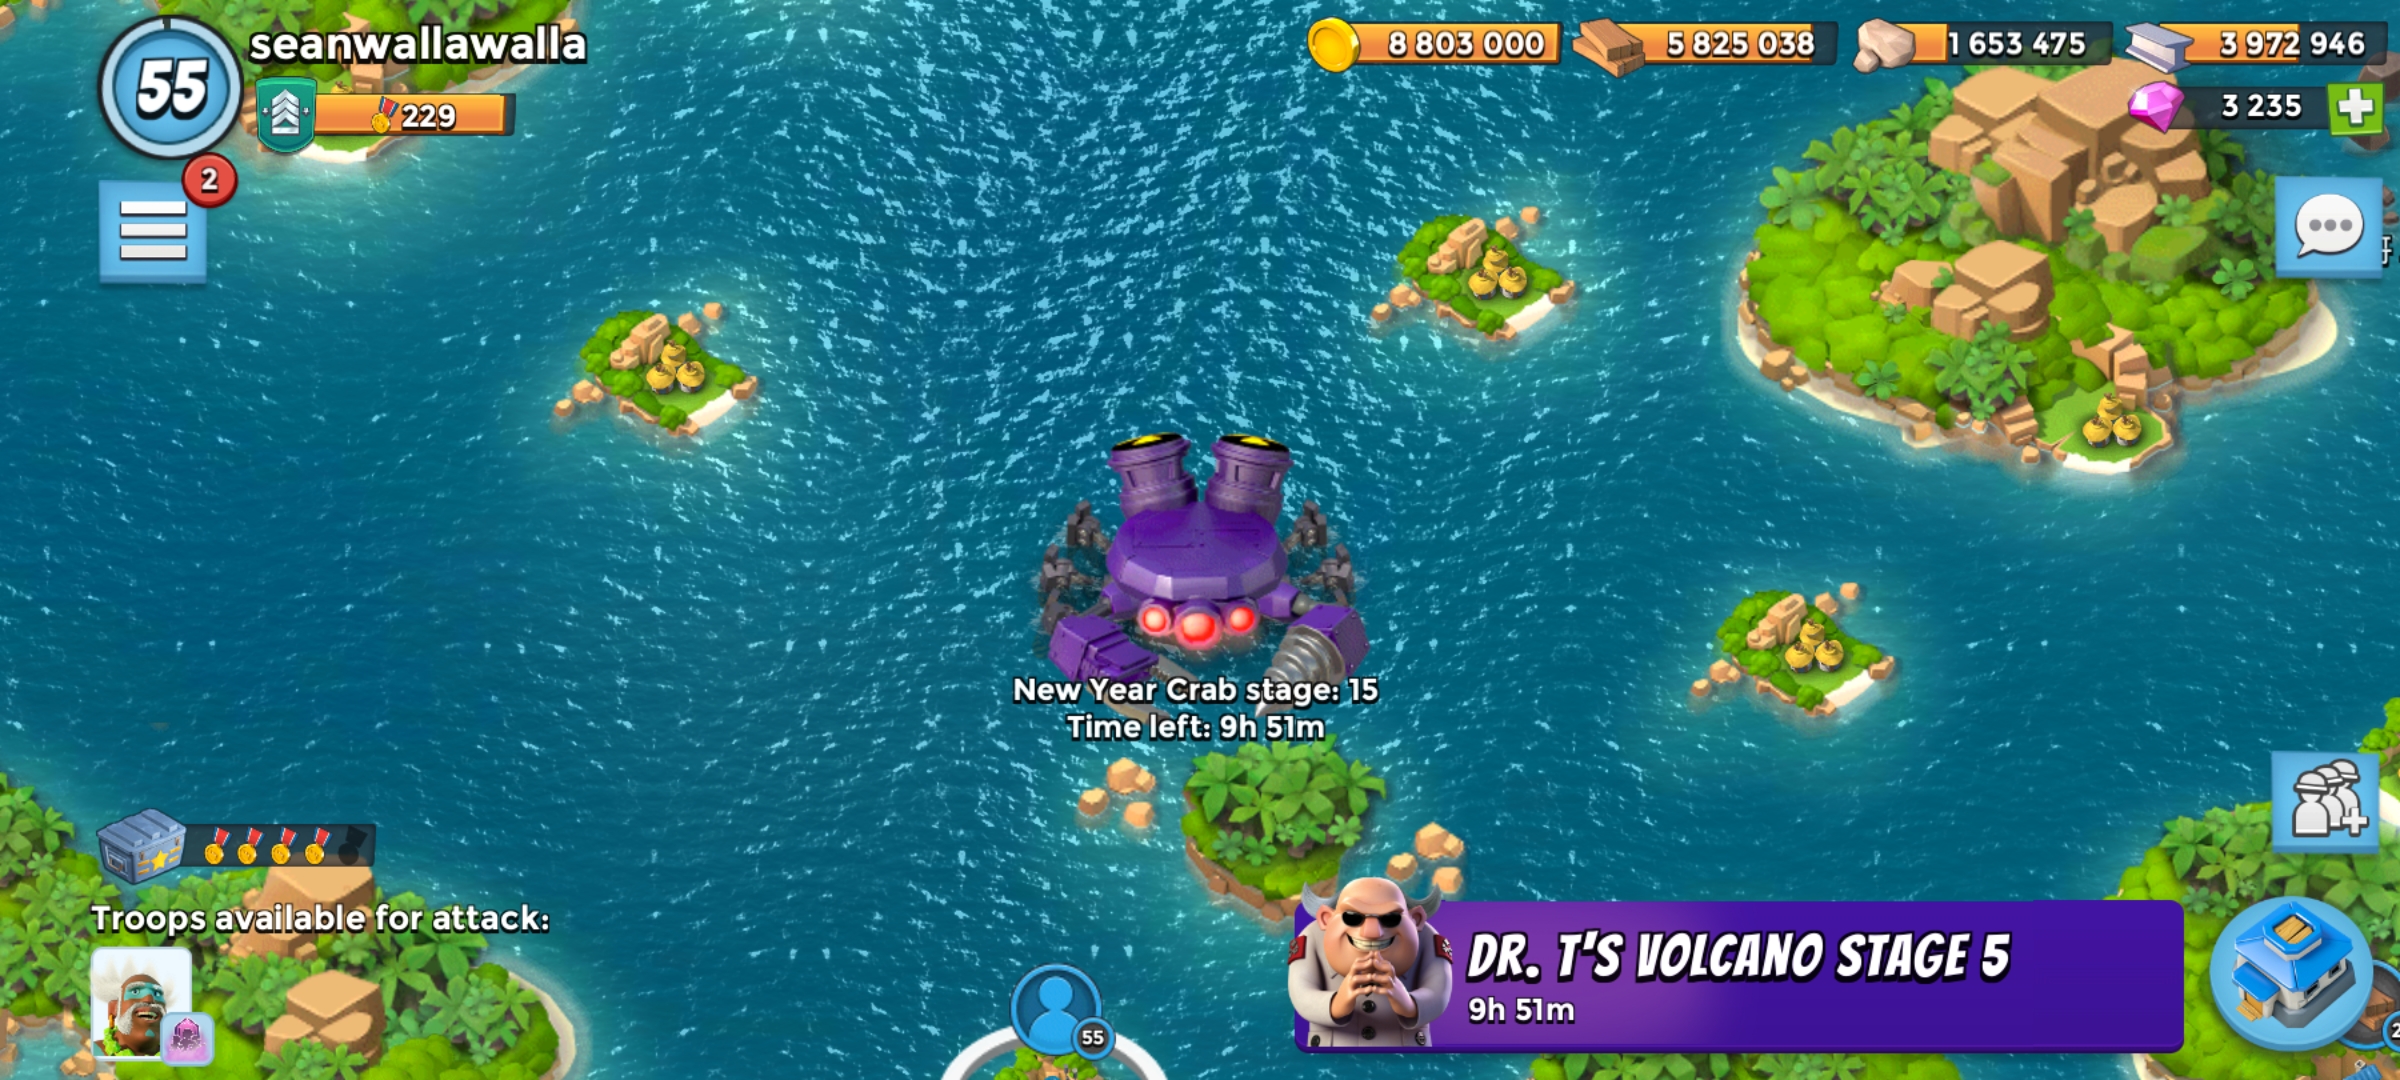 55
seanwallawalla
229
8 803 000
5 825 038
1 653 475
3 972 946
3 235
2
New Year Crab stage: 15
Time left: 9h 51m
Troops available for attack:
55
DR. T'S VOLCANO STAGE 5
9h 51m